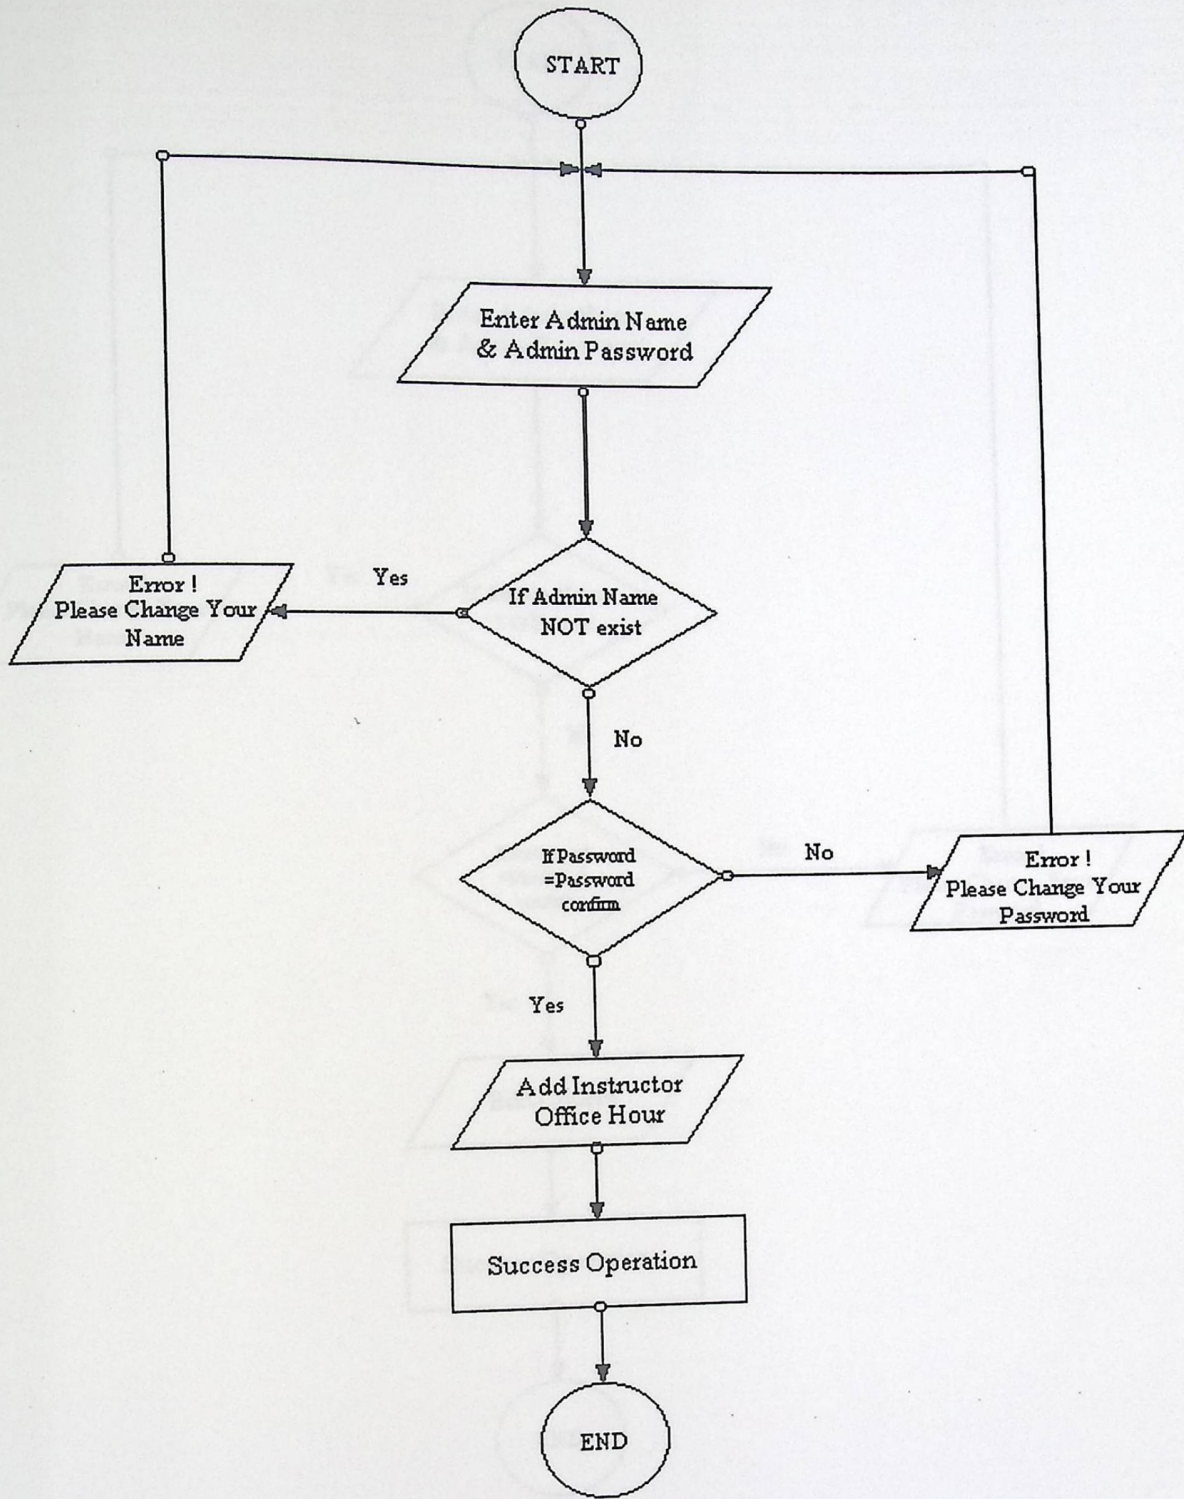 START
Enter Admin Name
& Admin Password
Yes
Error !
Please Change Your
Name
If Admin Name
NOT exist
No
If Password
=Password
confirm
No
Error !
Please Change Your
Password
Yes
Add Instructor
Office Hour
Success Operation
END